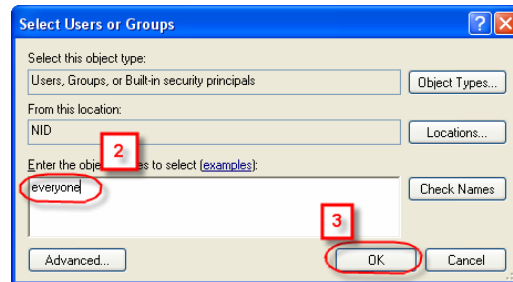 Select Users or Groups
Select this object type:
Users, Groups, or Built-in security principals
Object Types...
From this location:
NID
Locations...
2
Enter the obje es to select (examples):
everyone
Check Names
3
Advanced...
OK
Cancel